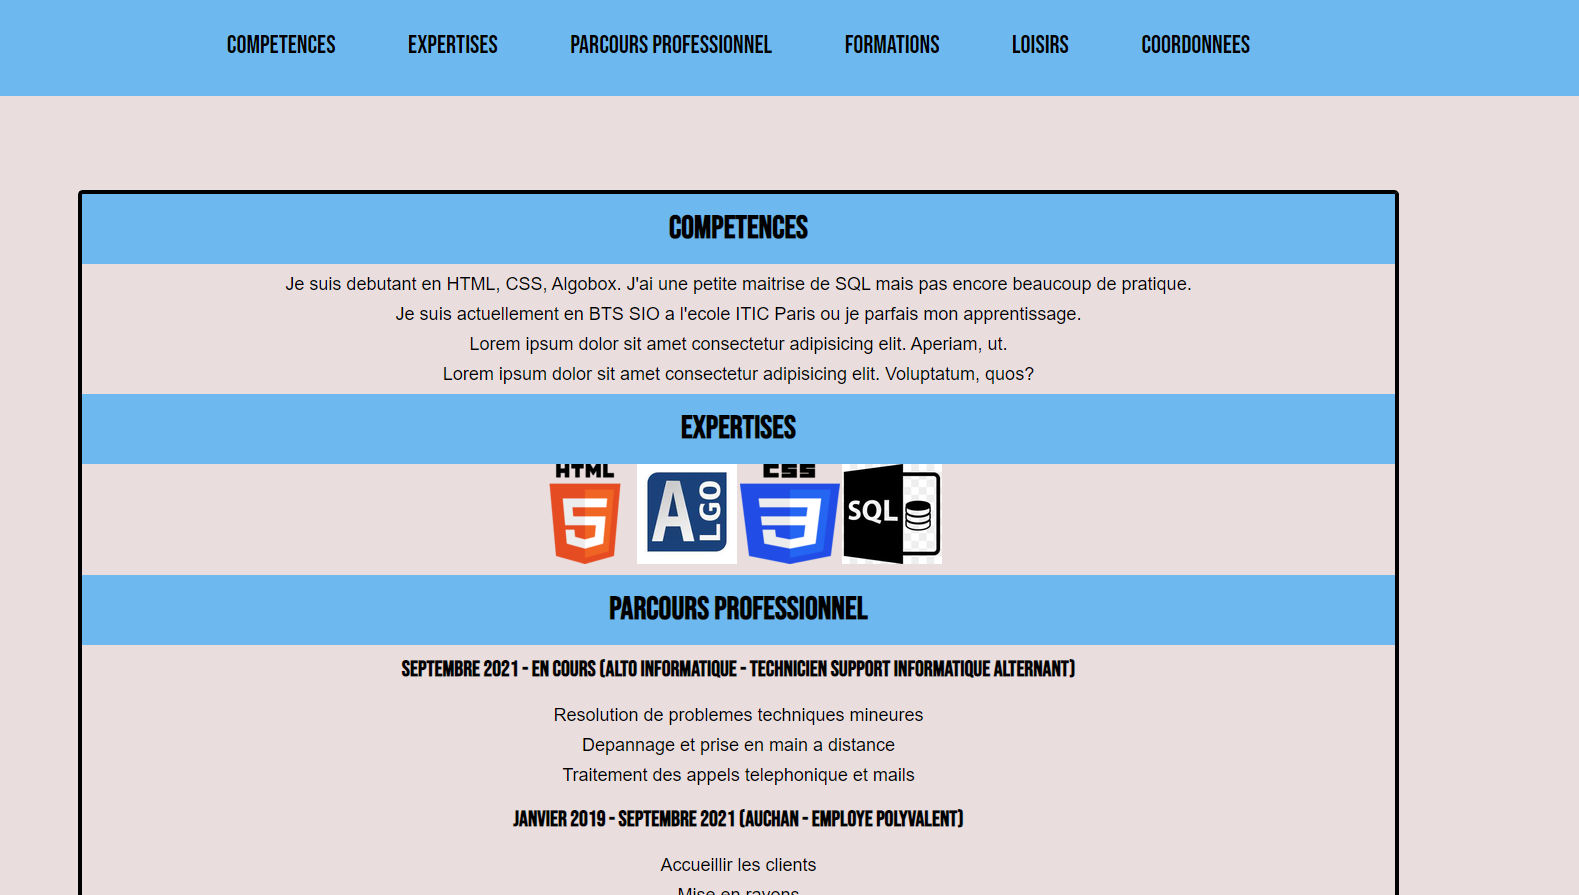 COMPETENCES EXPERTISES PARCOURS PROFESSIONNEL FORMATIONS LOISIRS COORDONNEES
COMPETENCES
Je suis debutant en HTML, CSS, Algobox. J'ai une petite maitrise de SQL mais pas encore beaucoup de pratique.
Je suis actuellement en BTS SIO a l'ecole ITIC Paris ou je parfais mon apprentissage.
Lorem ipsum dolor sit amet consectetur adipisicing elit. Aperiam, ut.
Lorem ipsum dolor sit amet consectetur adipisicing elit. Voluptatum, quos?
EXPERTISES
HTML ALGO CSS SQL
PARCOURS PROFESSIONNEL
SEPTEMBRE 2021 - EN COURS (ALTO INFORMATIQUE - TECHNICIEN SUPPORT INFORMATIQUE ALTERNANT)
Resolution de problemes techniques mineures
Depannage et prise en main a distance
Traitement des appels telephonique et mails
JANVIER 2019 - SEPTEMBRE 2021 (AUCHAN - EMPLOYE POLYVALENT)
Accueillir les clients
Mise en rayons